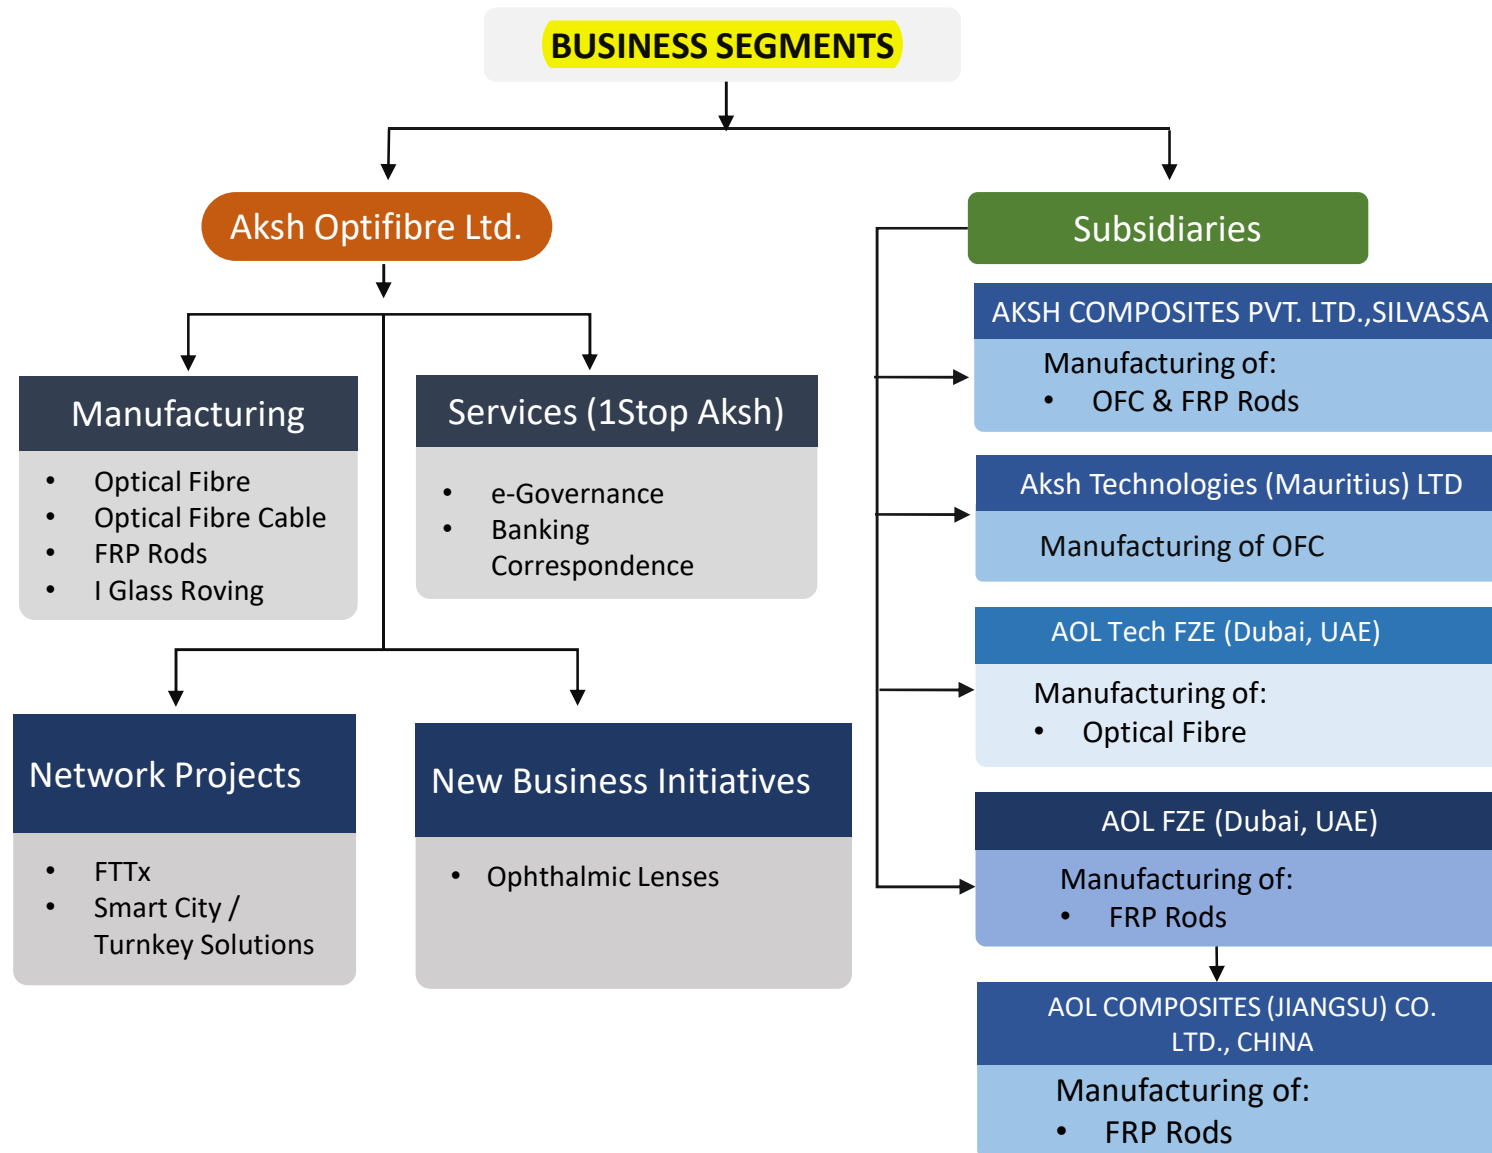 BUSINESS SEGMENTS
Aksh Optifibre Ltd.
Manufacturing
• Optical Fibre
• Optical Fibre Cable
• FRP Rods
• I Glass Roving
Services (1Stop Aksh)
• e-Governance
• Banking
Correspondence
Network Projects
• FTTx
• Smart City /
Turnkey Solutions
New Business Initiatives
• Ophthalmic Lenses
Subsidiaries
AKSH COMPOSITES PVT. LTD.,SILVASSA
Manufacturing of:
• OFC & FRP Rods
Aksh Technologies (Mauritius) LTD
Manufacturing of OFC
AOL Tech FZE (Dubai, UAE)
Manufacturing of:
• Optical Fibre
AOL FZE (Dubai, UAE)
Manufacturing of:
• FRP Rods
AOL COMPOSITES (JIANGSU) CO.
LTD., CHINA
Manufacturing of:
• FRP Rods